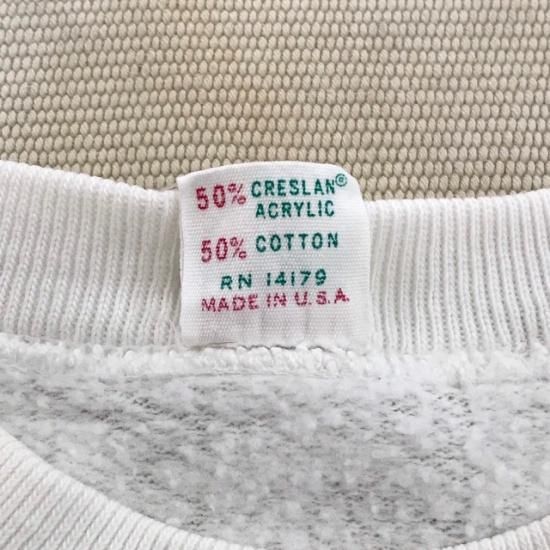 50% CRESLAN®
ACRYLIC
50% COTTON
RN 14179
MADE IN U.S.A.